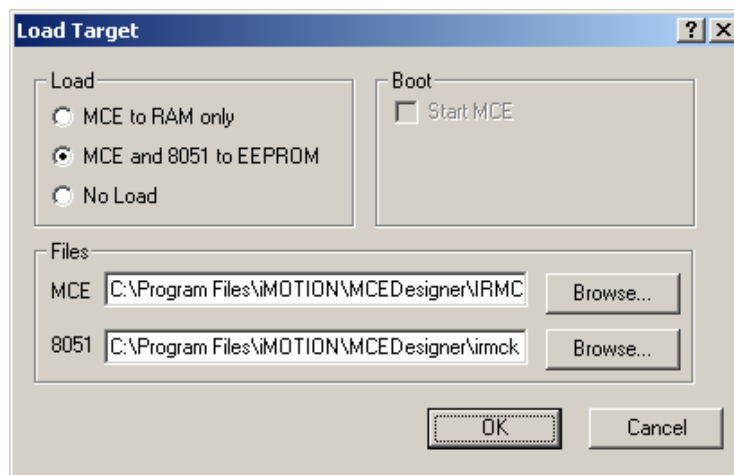 Load Target
Load
MCE to RAM only
MCE and 8051 to EEPROM
No Load
Boot
Start MCE
Files
MCE C:\Program Files\iMOTION\MCEDesigner\IRMC Browse...
8051 C:\Program Files\iMOTION\MCEDesigner\irmck Browse...
OK Cancel